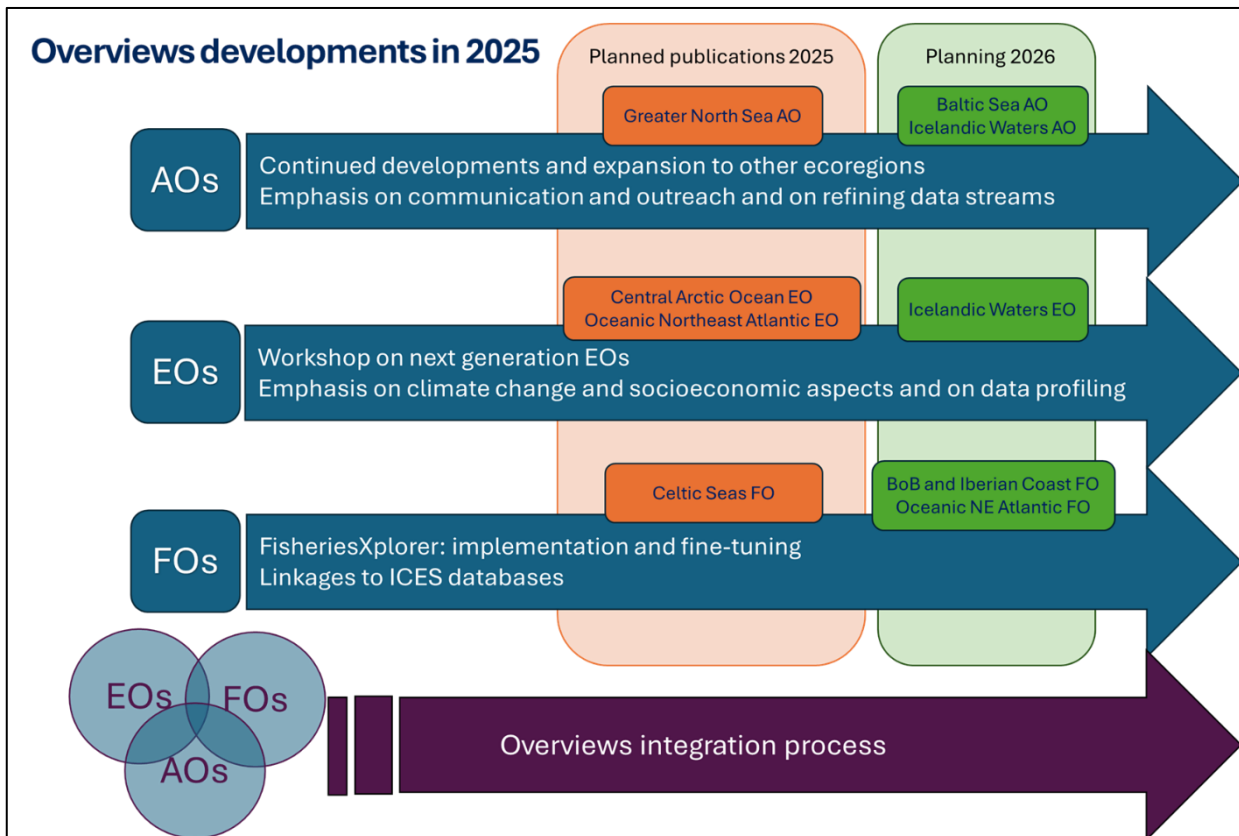 Overviews developments in 2025
Planned publications 2025
Planning 2026
Greater North Sea AO
Baltic Sea AO
Icelandic Waters AO
AOs
Continued developments and expansion to other ecoregions
Emphasis on communication and outreach and on refining data streams
Central Arctic Ocean EO
Oceanic Northeast Atlantic EO
Icelandic Waters EO
EOs
Workshop on next generation EOs
Emphasis on climate change and socioeconomic aspects and on data profiling
Celtic Seas FO
BoB and Iberian Coast FO
Oceanic NE Atlantic FO
FOs
FisheriesXplorer: implementation and fine-tuning
Linkages to ICES databases
EOs
FOs
AOs
Overviews integration process